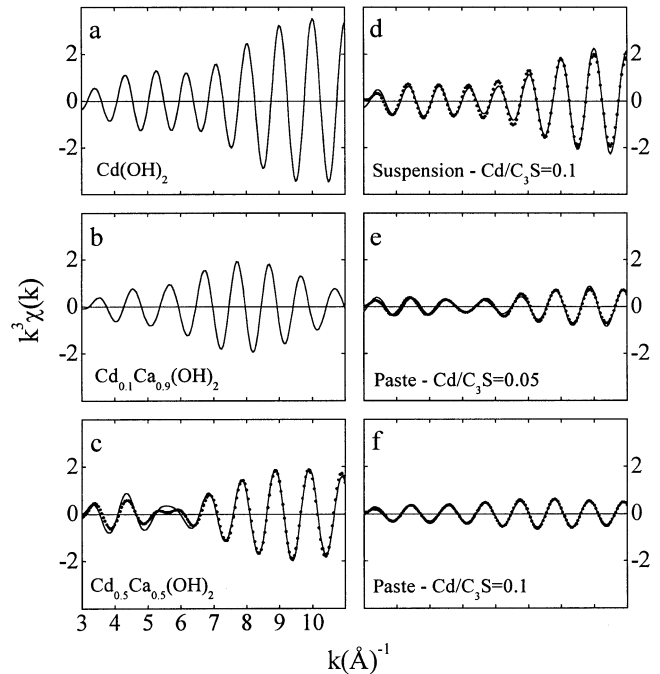 a
2
0
-2
Cd(OH)₂
d
2
0
-2
Suspension - Cd/C₃S=0.1
b
2
0
-2
Cd₀.₁Ca₀.₉(OH)₂
e
2
0
-2
Paste - Cd/C₃S=0.05
k³χ(k)
c
2
0
-2
Cd₀.₅Ca₀.₅(OH)₂
f
2
0
-2
Paste - Cd/C₃S=0.1
3 4 5 6 7 8 9 10
k(Å)⁻¹